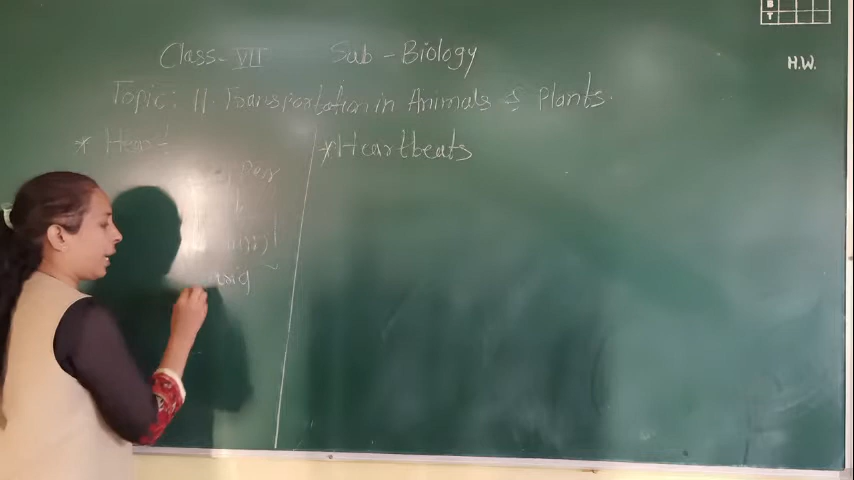 B
T
H.W.
Class - VII Sub - Biology
Topic: 11. Transportation in Animals & Plants.
* Heart
* Heartbeats